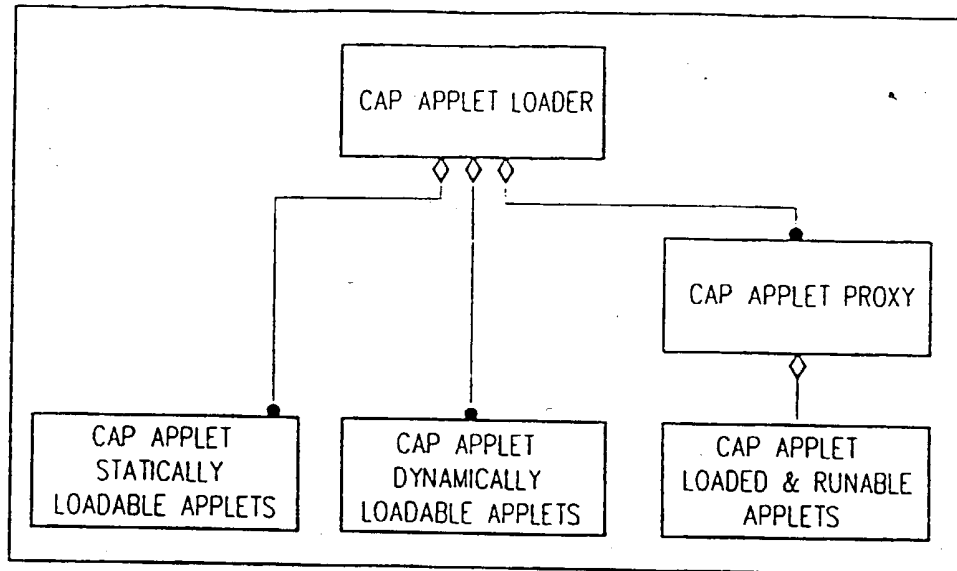 CAP APPLET LOADER
CAP APPLET PROXY
CAP APPLET
STATICALLY
LOADABLE APPLETS
CAP APPLET
DYNAMICALLY
LOADABLE APPLETS
CAP APPLET
LOADED & RUNABLE
APPLETS